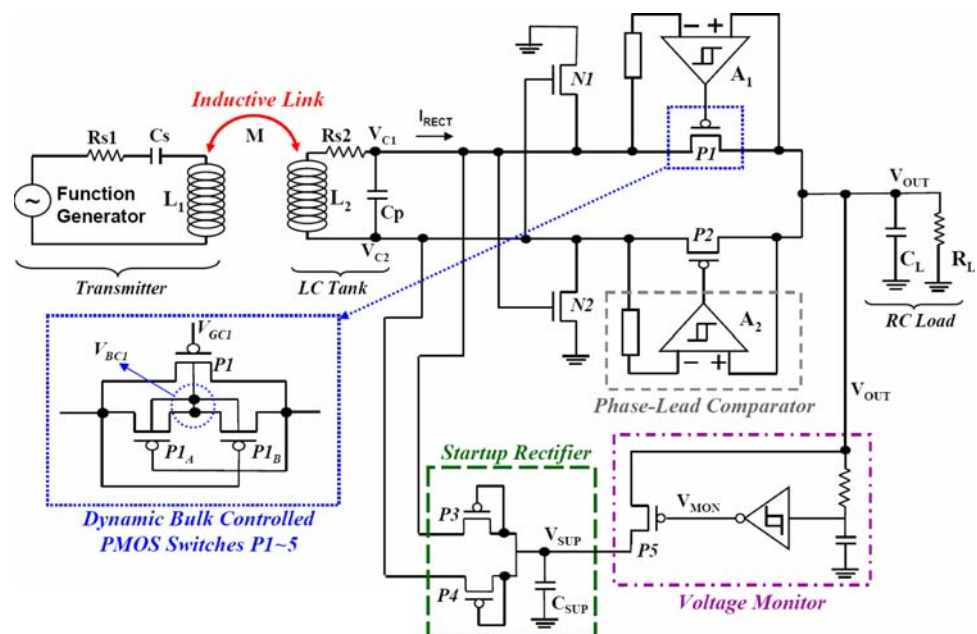 Inductive Link
M
Rs1
Cs
L1
Function
Generator
~
Transmitter
Rs2
L2
VC1
Cp
VC2
LC Tank
IRECT
N1
N2
− +
A1
P1
P2
A2
− +
Phase-Lead Comparator
VOUT
CL
RL
RC Load
VOUT
VGC1
VBC1
P1
P1A
P1B
Dynamic Bulk Controlled
PMOS Switches P1~5
Startup Rectifier
P3
P4
VSUP
CSUP
P5
VMON
Voltage Monitor